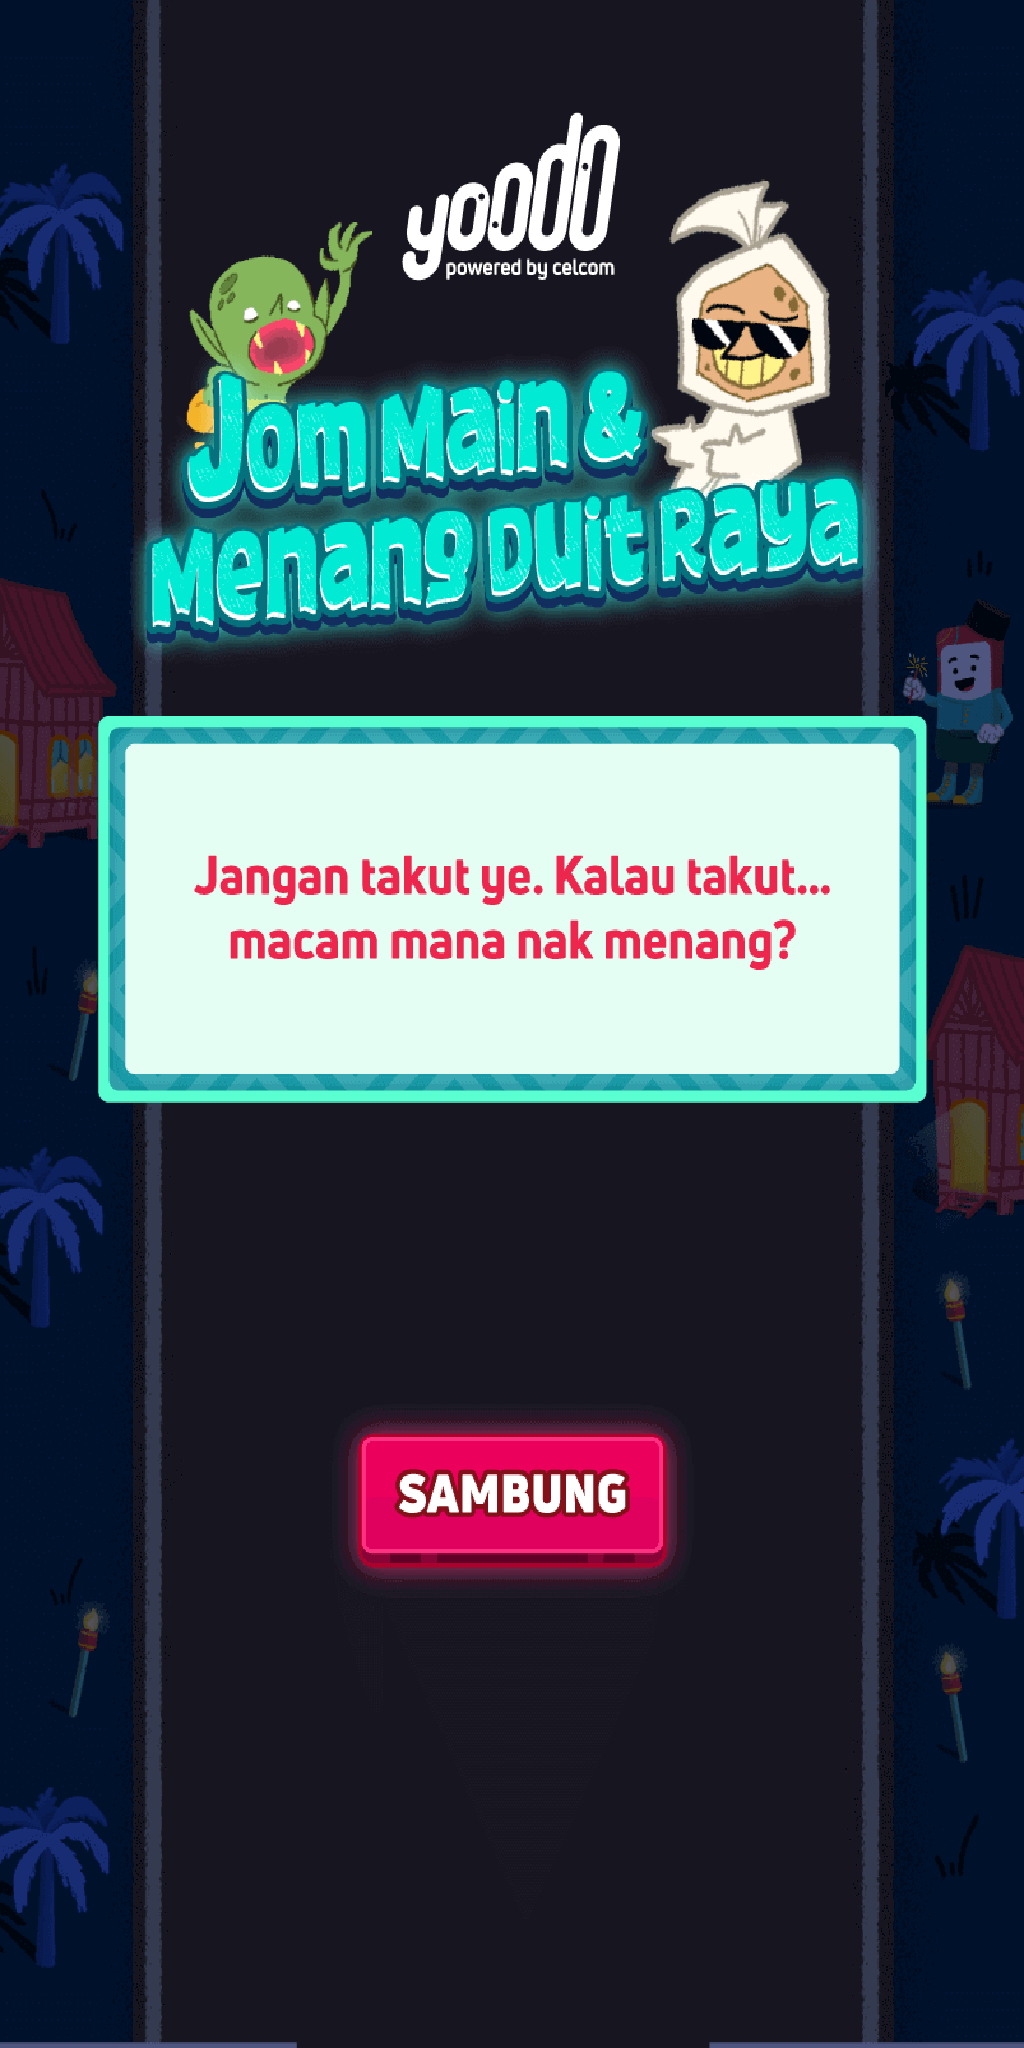 yoodo
powered by celcom
Jom Main &
Menang Duit Raya
Jangan takut ye. Kalau takut...
macam mana nak menang?
SAMBUNG